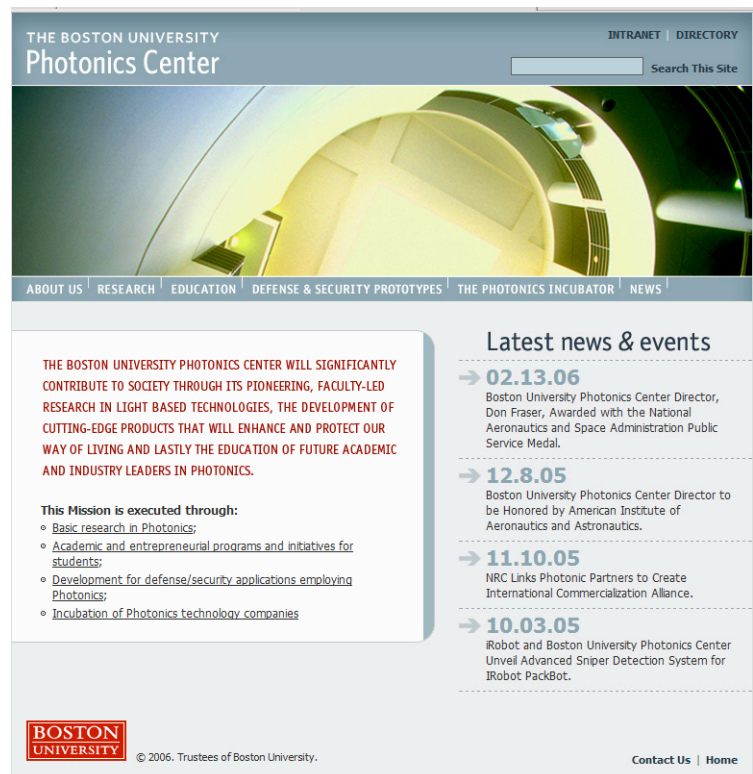 THE BOSTON UNIVERSITY
Photonics Center
INTRANET | DIRECTORY
Search This Site
ABOUT US | RESEARCH | EDUCATION | DEFENSE & SECURITY PROTOTYPES | THE PHOTONICS INCUBATOR | NEWS |
THE BOSTON UNIVERSITY PHOTONICS CENTER WILL SIGNIFICANTLY
CONTRIBUTE TO SOCIETY THROUGH ITS PIONEERING, FACULTY-LED
RESEARCH IN LIGHT BASED TECHNOLOGIES, THE DEVELOPMENT OF
CUTTING-EDGE PRODUCTS THAT WILL ENHANCE AND PROTECT OUR
WAY OF LIVING AND LASTLY THE EDUCATION OF FUTURE ACADEMIC
AND INDUSTRY LEADERS IN PHOTONICS.
This Mission is executed through:
Basic research in Photonics;
Academic and entrepreneurial programs and initiatives for
students;
Development for defense/security applications employing
Photonics;
Incubation of Photonics technology companies
Latest news & events
02.13.06
Boston University Photonics Center Director,
Don Fraser, Awarded with the National
Aeronautics and Space Administration Public
Service Medal.
12.8.05
Boston University Photonics Center Director to
be Honored by American Institute of
Aeronautics and Astronautics.
11.10.05
NRC Links Photonic Partners to Create
International Commercialization Alliance.
10.03.05
iRobot and Boston University Photonics Center
Unveil Advanced Sniper Detection System for
IRobot PackBot.
BOSTON
UNIVERSITY
© 2006. Trustees of Boston University.
Contact Us | Home